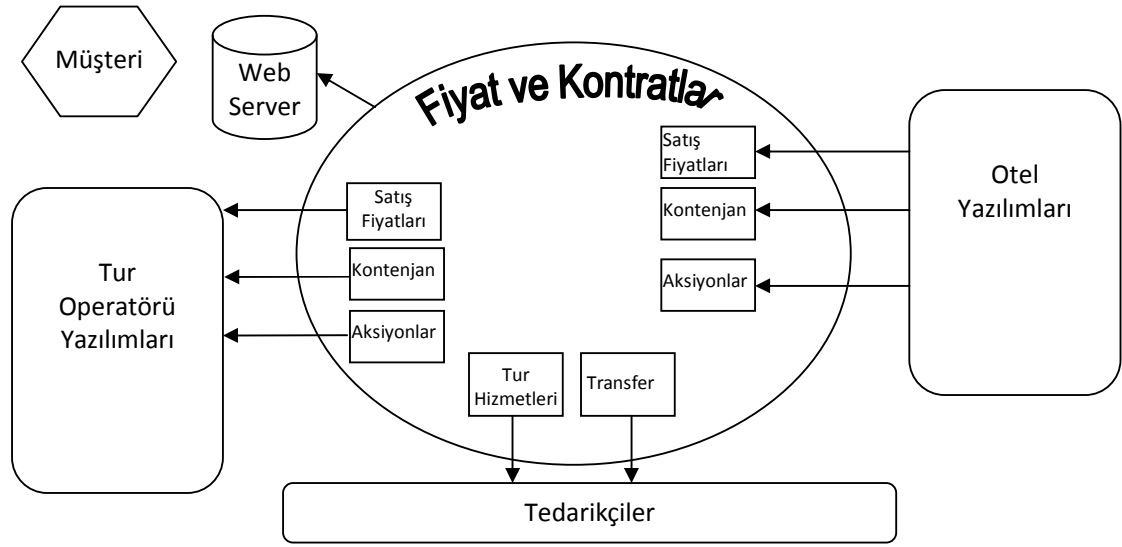 Müşteri
Web
Server
Fiyat ve Kontratlar
Satış
Fiyatları
Kontenjan
Aksiyonlar
Otel
Yazılımları
Satış
Fiyatları
Kontenjan
Aksiyonlar
Tur
Operatörü
Yazılımları
Tur
Hizmetleri
Transfer
Tedarikçiler